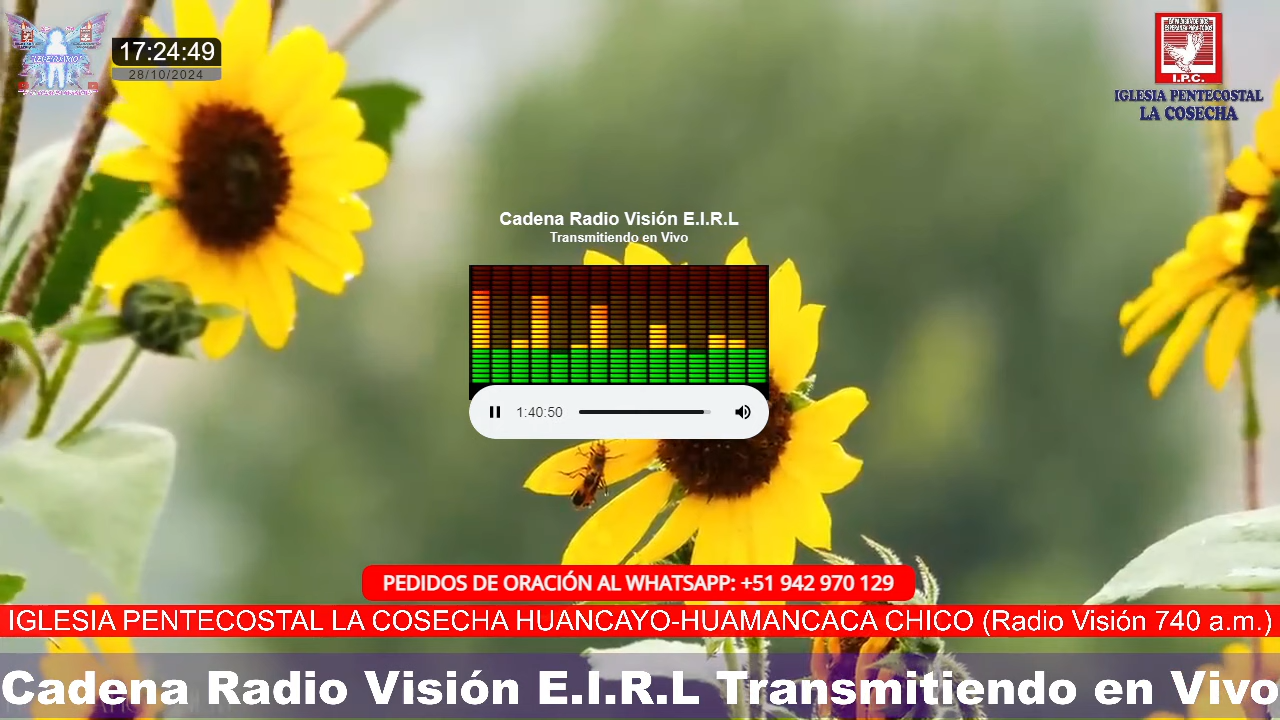 17:24:49
28/10/2024
I.P.C.
IGLESIA PENTECOSTAL
LA COSECHA
Cadena Radio Visión E.I.R.L
Transmitiendo en Vivo
1:40:50
PEDIDOS DE ORACIÓN AL WHATSAPP: +51 942 970 129
IGLESIA PENTECOSTAL LA COSECHA HUANCAYO-HUAMANCACA CHICO (Radio Visión 740 a.m.)
Cadena Radio Visión E.I.R.L Transmitiendo en Vivo